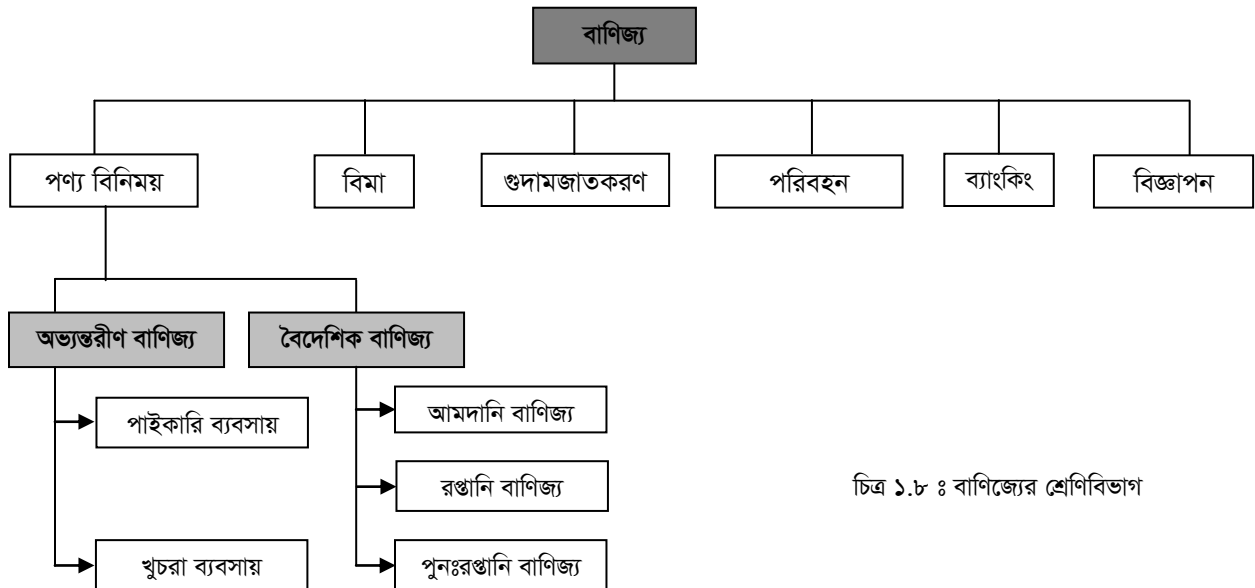 বাণিজ্য
পণ্য বিনিময়
বিমা
গুদামজাতকরণ
পরিবহন
ব্যাংকিং
বিজ্ঞাপন
অভ্যন্তরীণ বাণিজ্য
বৈদেশিক বাণিজ্য
পাইকারি ব্যবসায়
আমদানি বাণিজ্য
রপ্তানি বাণিজ্য
চিত্র ১.৮ ঃ বাণিজ্যের শ্রেণিবিভাগ
খুচরা ব্যবসায়
পুনঃরপ্তানি বাণিজ্য